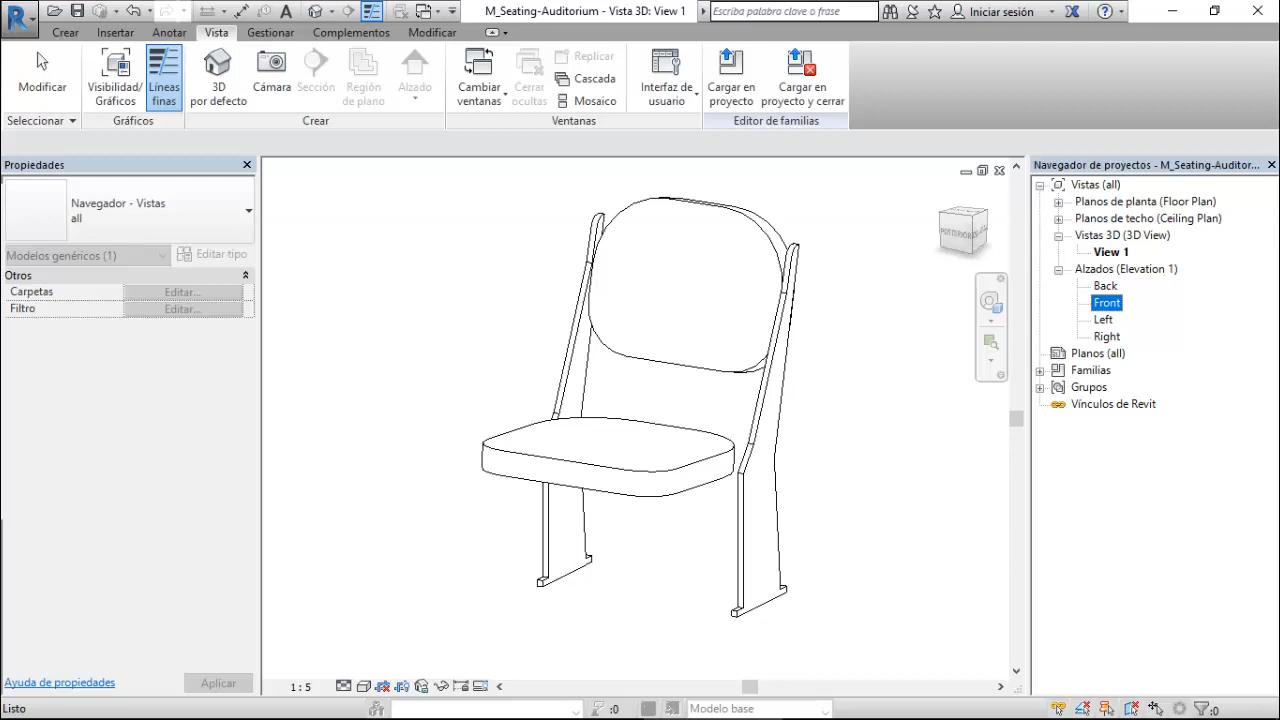 M_Seating-Auditorium - Vista 3D: View 1
Escriba palabra clave o frase
Iniciar sesión
Crear Insertar Anotar Vista Gestionar Complementos Modificar
Modificar
Visibilidad/
Gráficos
Líneas
finas
3D
por defecto
Cámara
Sección
Región
de plano
Alzado
Cambiar
ventanas
Cerrar
ocultas
Replicar
Cascada
Mosaico
Interfaz de
usuario
Cargar en
proyecto
Cargar en
proyecto y cerrar
Seleccionar
Gráficos
Crear
Ventanas
Editor de familias
Propiedades
Navegador - Vistas
all
Modelos genéricos (1)
Editar tipo
Otros
Carpetas Editar...
Filtro Editar...
Ayuda de propiedades
Aplicar
POSTERIOR
1 : 5
Navegador de proyectos - M_Seating-Auditor...
Vistas (all)
Planos de planta (Floor Plan)
Planos de techo (Ceiling Plan)
Vistas 3D (3D View)
View 1
Alzados (Elevation 1)
Back
Front
Left
Right
Planos (all)
Familias
Grupos
Vínculos de Revit
Listo
:0
Modelo base
:0